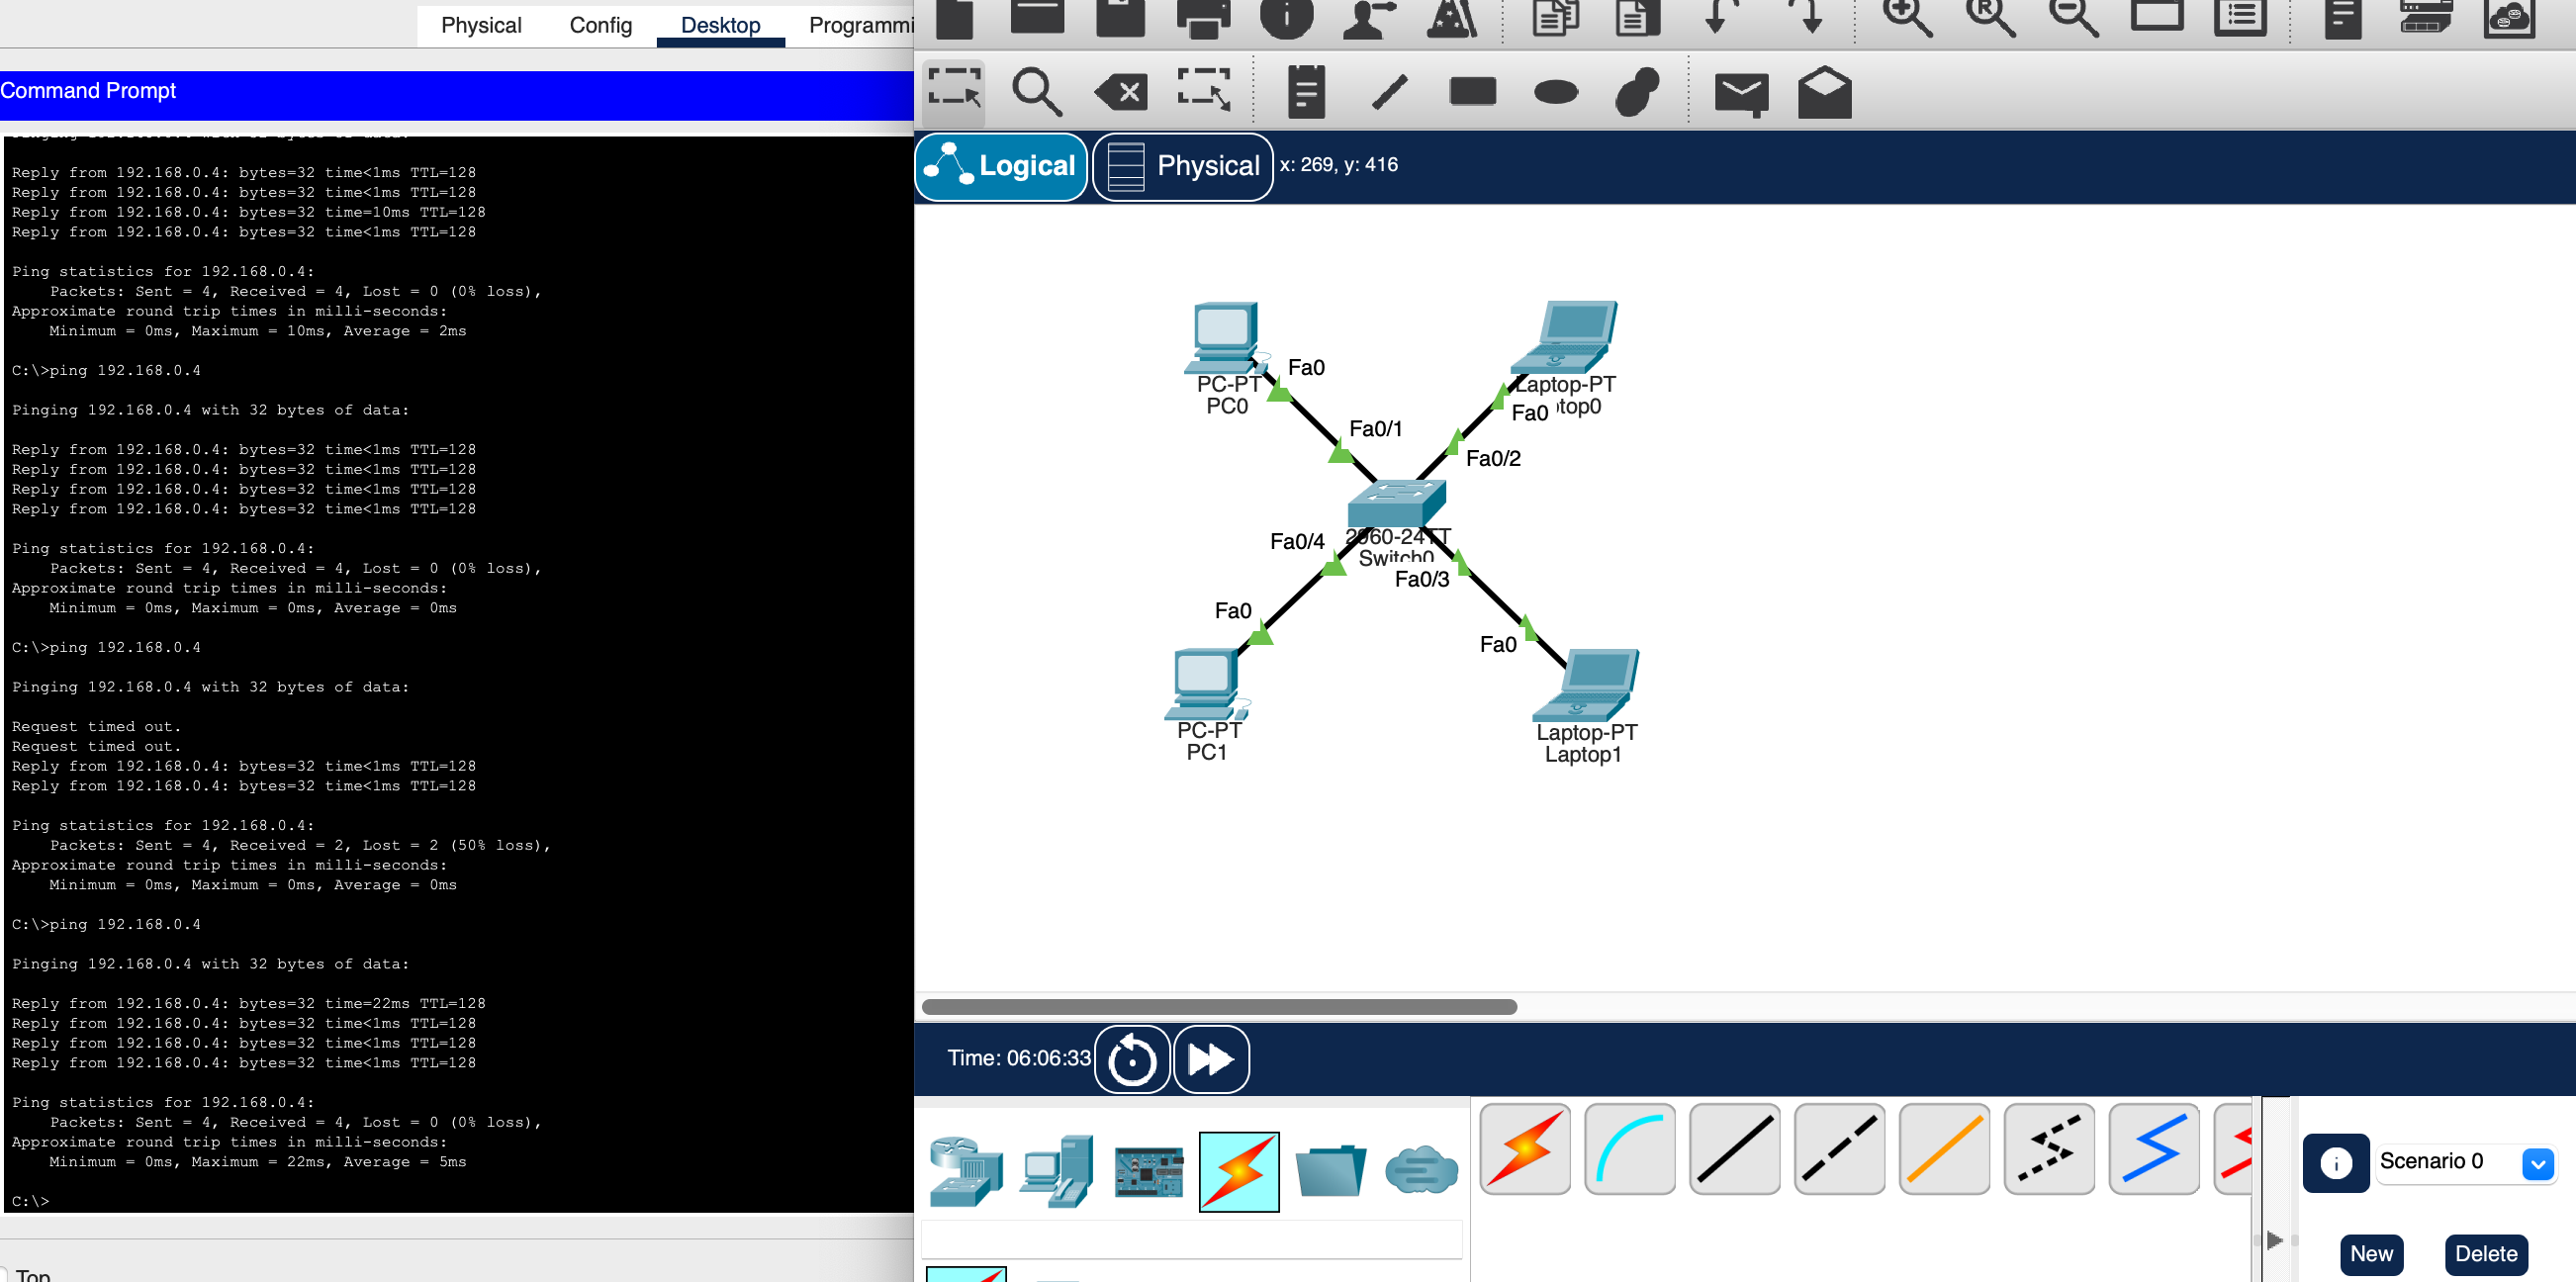 Physical Config Desktop Programmi
Command Prompt
Reply from 192.168.0.4: bytes=32 time<1ms TTL=128
Reply from 192.168.0.4: bytes=32 time<1ms TTL=128
Reply from 192.168.0.4: bytes=32 time=10ms TTL=128
Reply from 192.168.0.4: bytes=32 time<1ms TTL=128
Ping statistics for 192.168.0.4:
Packets: Sent = 4, Received = 4, Lost = 0 (0% loss),
Approximate round trip times in milli-seconds:
Minimum = 0ms, Maximum = 10ms, Average = 2ms
C:\>ping 192.168.0.4
Pinging 192.168.0.4 with 32 bytes of data:
Reply from 192.168.0.4: bytes=32 time<1ms TTL=128
Reply from 192.168.0.4: bytes=32 time<1ms TTL=128
Reply from 192.168.0.4: bytes=32 time<1ms TTL=128
Reply from 192.168.0.4: bytes=32 time<1ms TTL=128
Ping statistics for 192.168.0.4:
Packets: Sent = 4, Received = 4, Lost = 0 (0% loss),
Approximate round trip times in milli-seconds:
Minimum = 0ms, Maximum = 0ms, Average = 0ms
C:\>ping 192.168.0.4
Pinging 192.168.0.4 with 32 bytes of data:
Request timed out.
Request timed out.
Reply from 192.168.0.4: bytes=32 time<1ms TTL=128
Reply from 192.168.0.4: bytes=32 time<1ms TTL=128
Ping statistics for 192.168.0.4:
Packets: Sent = 4, Received = 2, Lost = 2 (50% loss),
Approximate round trip times in milli-seconds:
Minimum = 0ms, Maximum = 0ms, Average = 0ms
C:\>ping 192.168.0.4
Pinging 192.168.0.4 with 32 bytes of data:
Reply from 192.168.0.4: bytes=32 time=22ms TTL=128
Reply from 192.168.0.4: bytes=32 time<1ms TTL=128
Reply from 192.168.0.4: bytes=32 time<1ms TTL=128
Reply from 192.168.0.4: bytes=32 time<1ms TTL=128
Ping statistics for 192.168.0.4:
Packets: Sent = 4, Received = 4, Lost = 0 (0% loss),
Approximate round trip times in milli-seconds:
Minimum = 0ms, Maximum = 22ms, Average = 5ms
C:\>
Top
Logical Physical x: 269, y: 416
Fa0
PC-PT
PC0
Laptop-PT
ptop0
Fa0
Fa0/1
Fa0/2
2960-24TT
Switch0
Fa0/4
Fa0/3
Fa0
Fa0
PC-PT
PC1
Laptop-PT
Laptop1
Time: 06:06:33
Scenario 0
New Delete